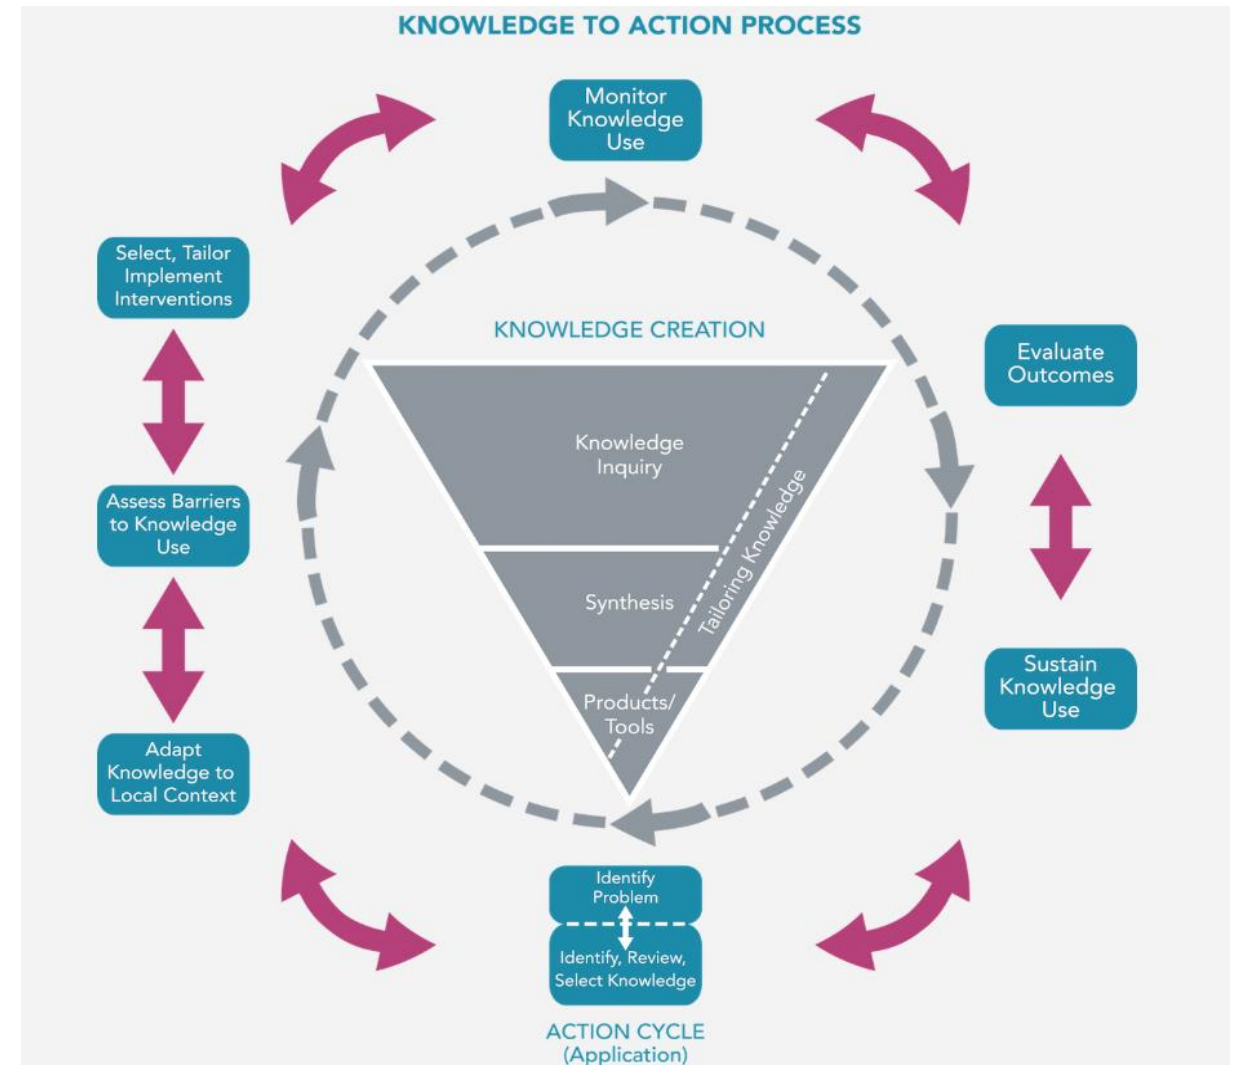 KNOWLEDGE TO ACTION PROCESS
Monitor
Knowledge
Use
Select, Tailor
Implement
Interventions
KNOWLEDGE CREATION
Evaluate
Outcomes
Knowledge
Inquiry
Tailoring Knowledge
Assess Barriers
to Knowledge
Use
Synthesis
Sustain
Knowledge
Use
Products/
Tools
Adapt
Knowledge to
Local Context
Identify
Problem
Identify, Review,
Select Knowledge
ACTION CYCLE
(Application)